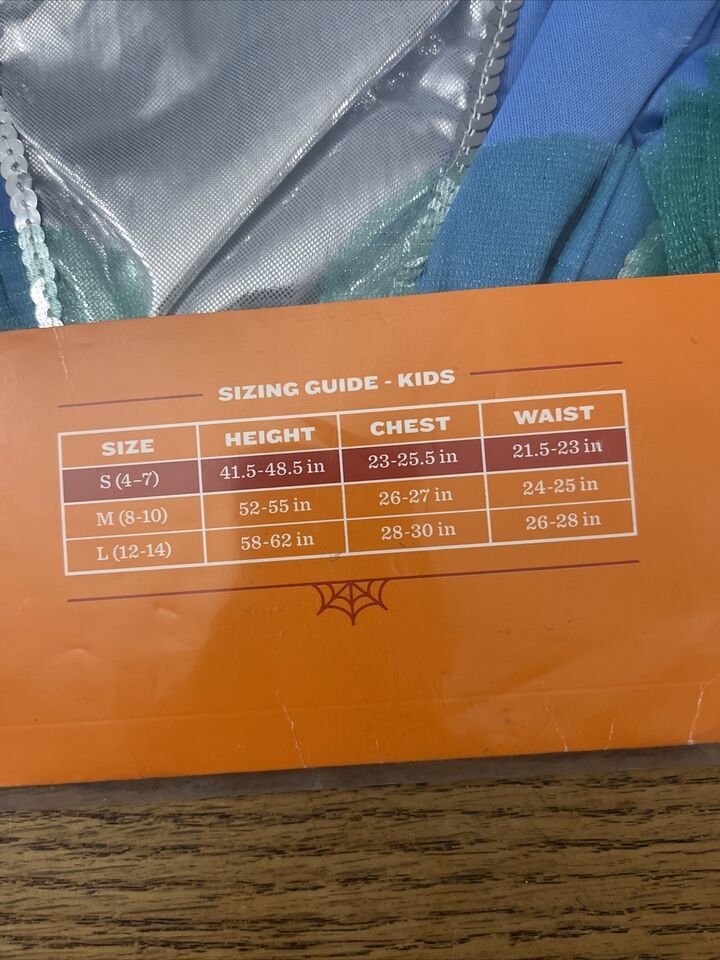 SIZING GUIDE - KIDS
SIZE HEIGHT CHEST WAIST
S (4-7) 41.5-48.5 in 23-25.5 in 21.5-23 in
M (8-10) 52-55 in 26-27 in 24-25 in
L (12-14) 58-62 in 28-30 in 26-28 in